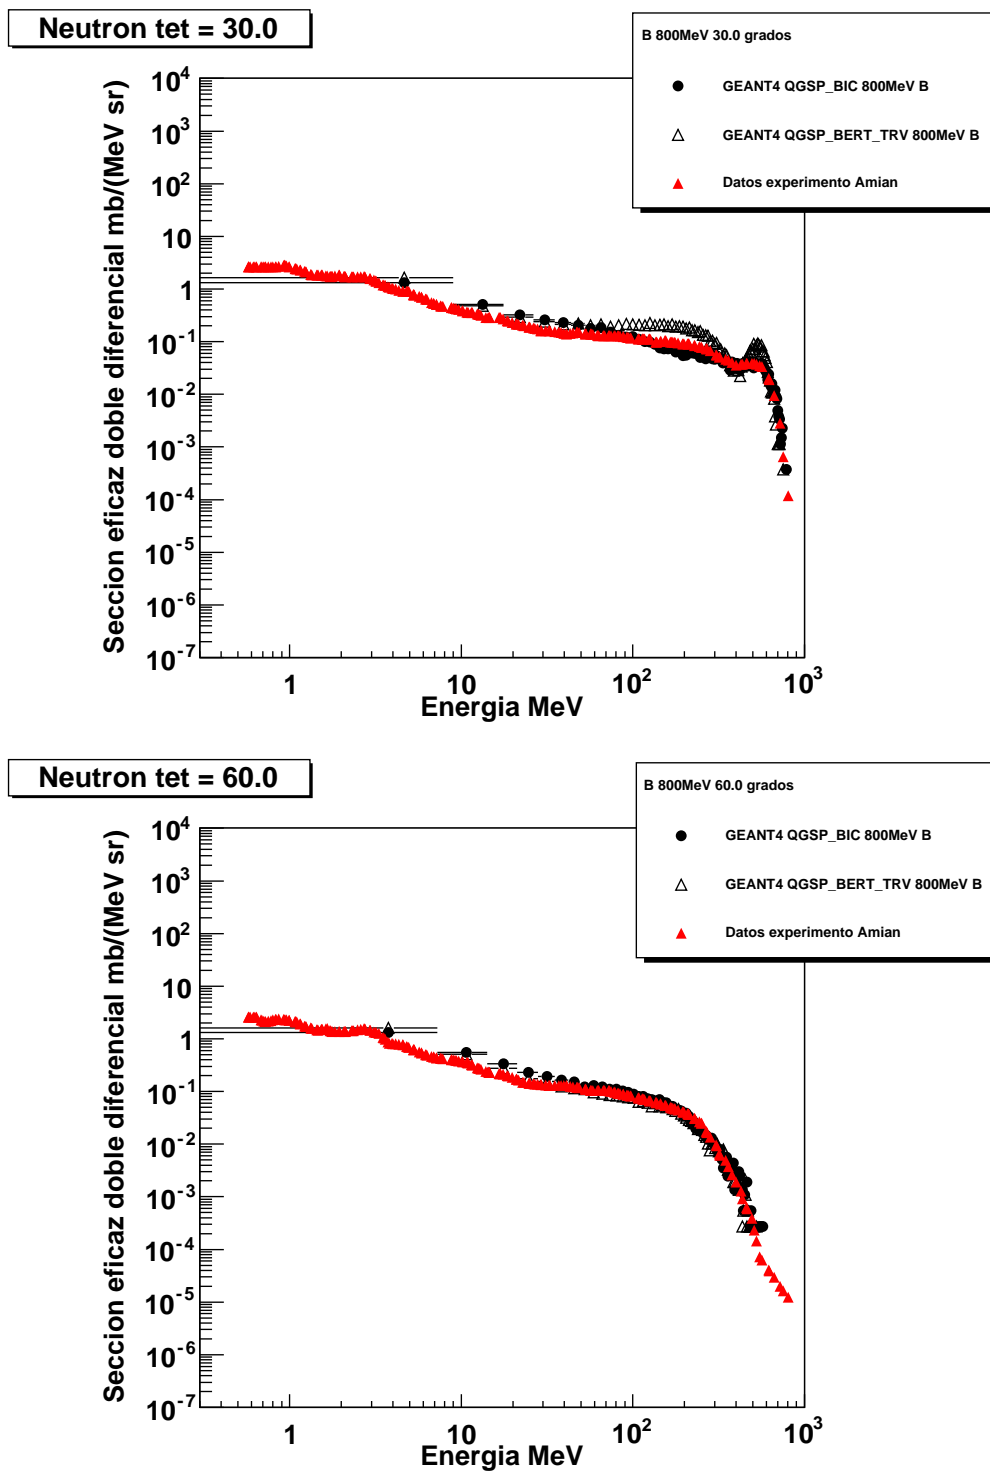 Neutron tet = 30.0
B 800MeV 30.0 grados
GEANT4 QGSP_BIC 800MeV B
GEANT4 QGSP_BERT_TRV 800MeV B
Datos experimento Amian
Seccion eficaz doble diferencial mb/(MeV sr)
10^4
10^3
10^2
10
1
10^-1
10^-2
10^-3
10^-4
10^-5
10^-6
10^-7
1 10 10^2 10^3
Energia MeV
Neutron tet = 60.0
B 800MeV 60.0 grados
GEANT4 QGSP_BIC 800MeV B
GEANT4 QGSP_BERT_TRV 800MeV B
Datos experimento Amian
Seccion eficaz doble diferencial mb/(MeV sr)
10^4
10^3
10^2
10
1
10^-1
10^-2
10^-3
10^-4
10^-5
10^-6
10^-7
1 10 10^2 10^3
Energia MeV